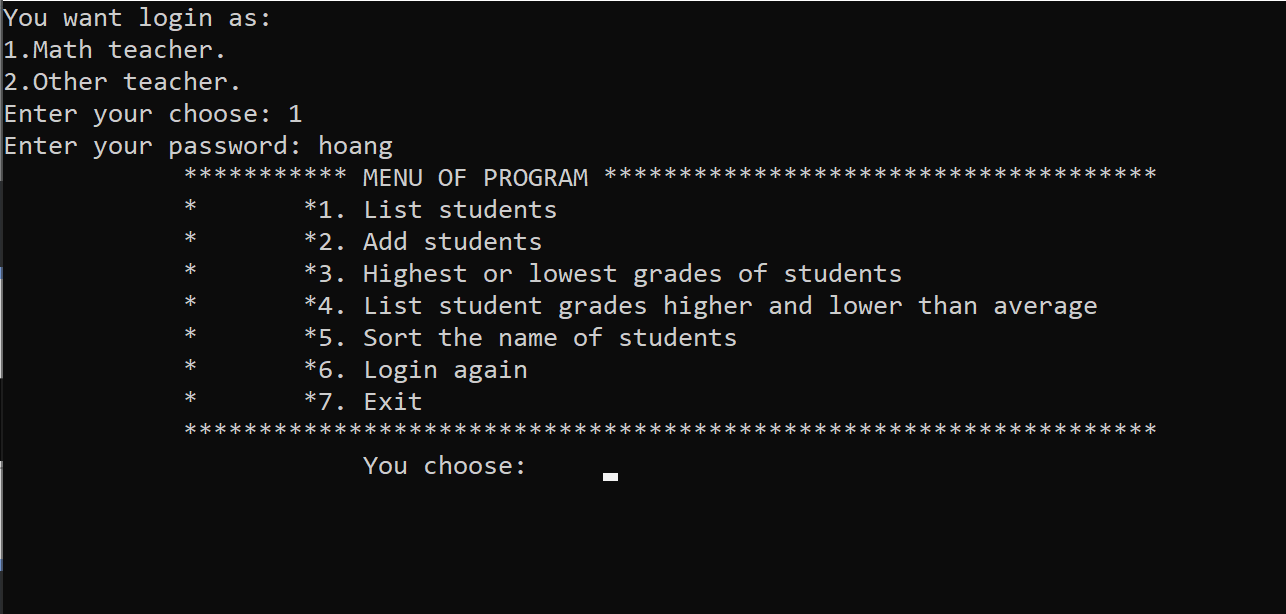 You want login as:
1.Math teacher.
2.Other teacher.
Enter your choose: 1
Enter your password: hoang
*********** MENU OF PROGRAM *************************************
* *1. List students
* *2. Add students
* *3. Highest or lowest grades of students
* *4. List student grades higher and lower than average
* *5. Sort the name of students
* *6. Login again
* *7. Exit
*****************************************************************
You choose: